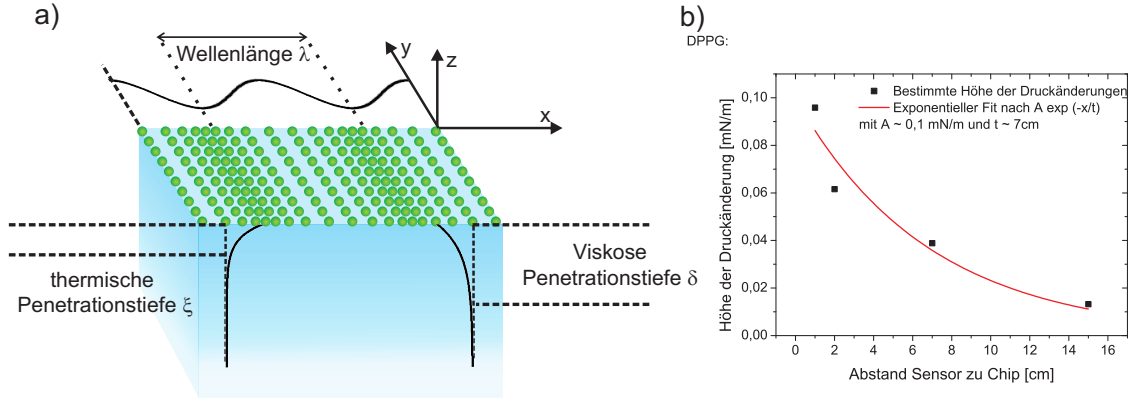 a)
Wellenlänge λ
y
z
x
thermische
Penetrationstiefe ξ
Viskose
Penetrationstiefe δ
b)
DPPG:
Bestimmte Höhe der Druckänderungen
Exponentieller Fit nach A exp (-x/t)
mit A ~ 0,1 mN/m und t ~ 7cm
Höhe der Druckänderung [mN/m]
0,10
0,08
0,06
0,04
0,02
0,00
0 2 4 6 8 10 12 14 16
Abstand Sensor zu Chip [cm]